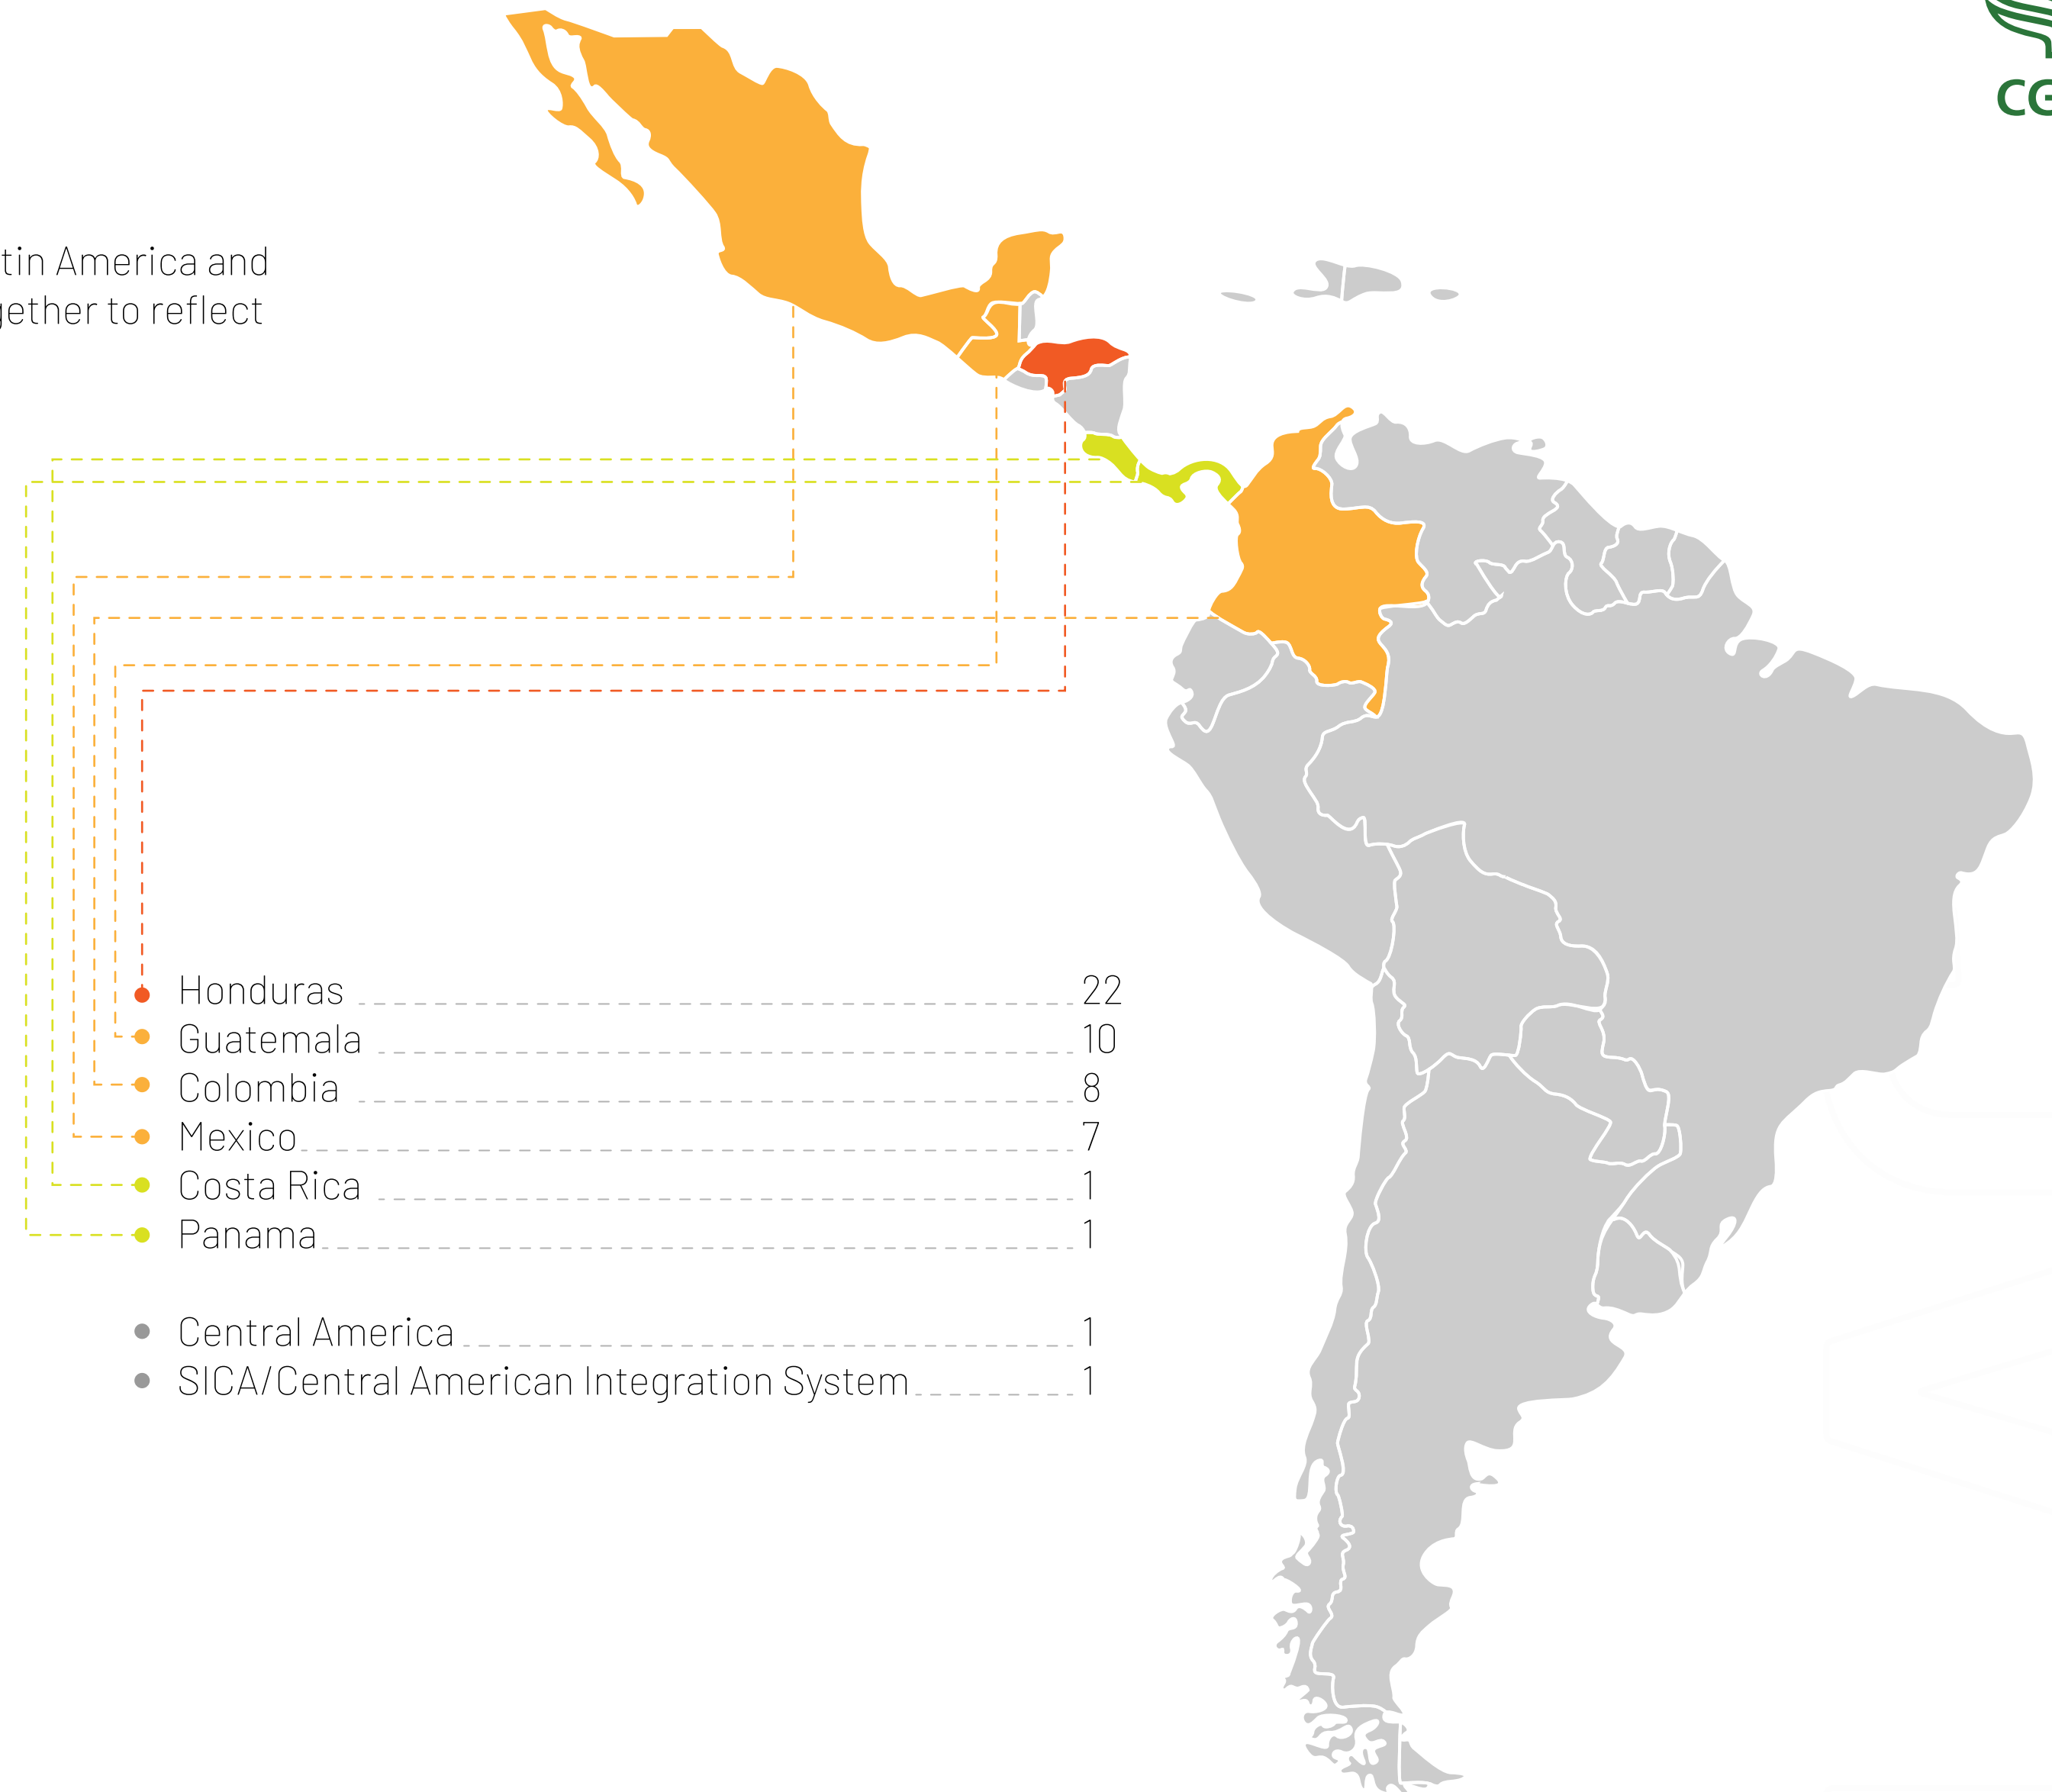 tin America and
gether to reflect
CG
Honduras 22
Guatemala 10
Colombia 8
Mexico 7
Costa Rica 1
Panama 1
Central America 1
SICA/Central American Integration System 1